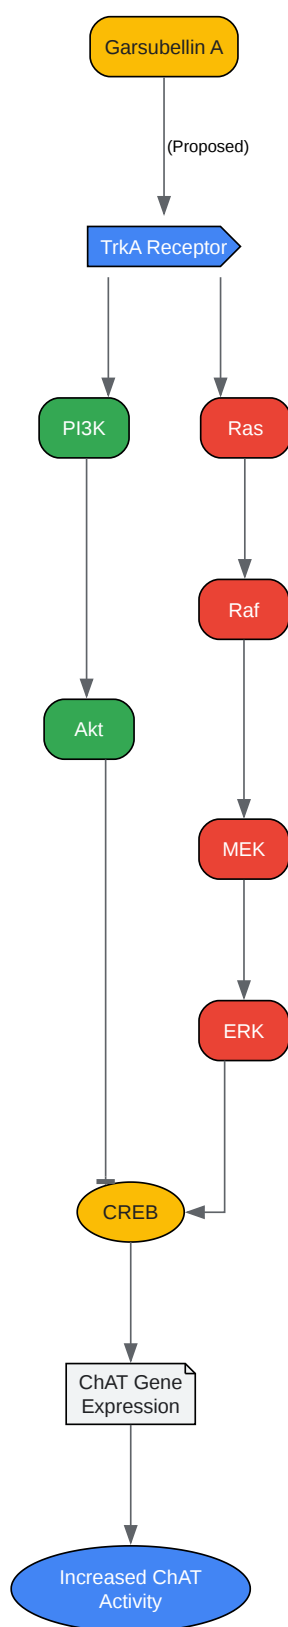 Garsubellin A
(Proposed)
TrkA Receptor
PI3K
Ras
Raf
Akt
MEK
ERK
CREB
ChAT Gene
Expression
Increased ChAT
Activity